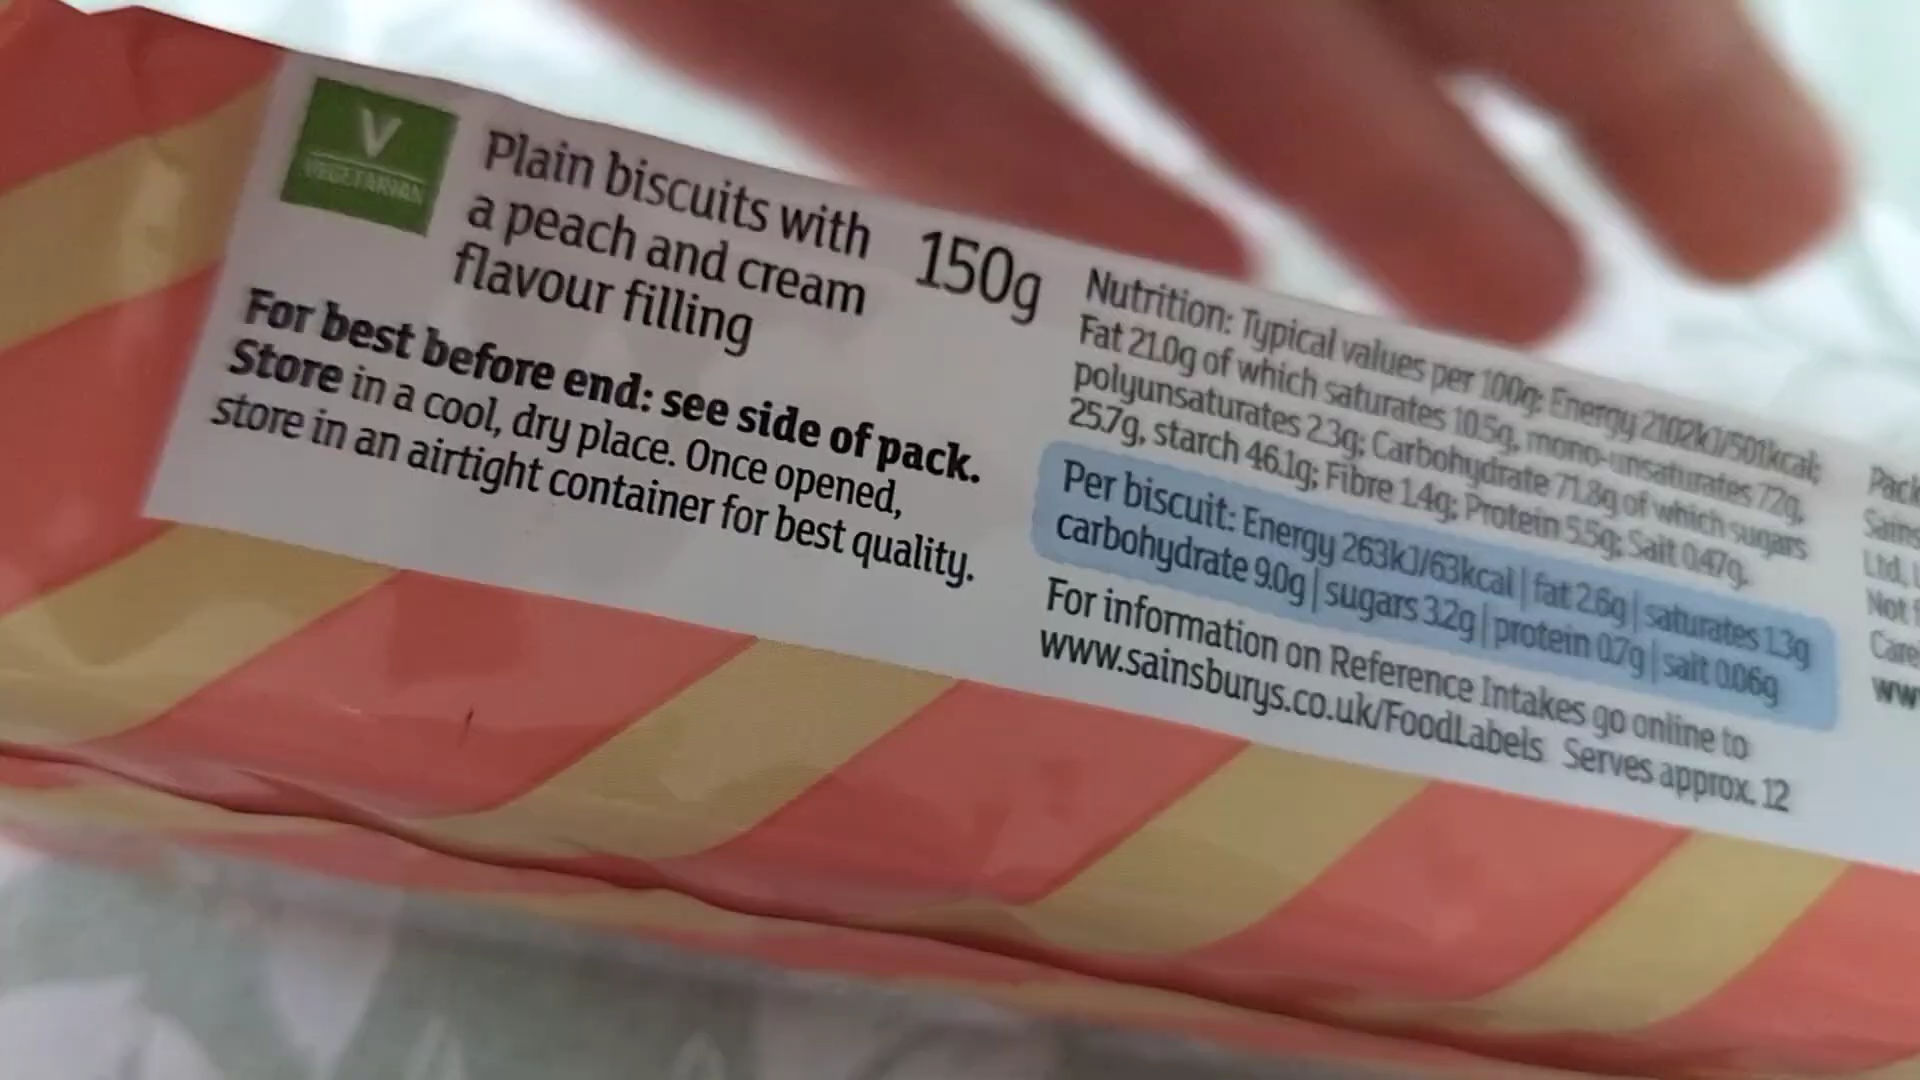 V
VEGETARIAN
Plain biscuits with
a peach and cream
flavour filling
150g
For best before end: see side of pack.
Store in a cool, dry place. Once opened,
store in an airtight container for best quality.
Nutrition: Typical values per 100g: Energy 2102kJ/501kcal;
Fat 21.0g of which saturates 10.5g, mono-unsaturates 7.2g,
polyunsaturates 2.3g; Carbohydrate 71.8g of which sugars
25.7g, starch 46.1g; Fibre 1.4g; Protein 5.5g; Salt 0.47g.
Per biscuit: Energy 263kJ/63kcal | fat 2.6g | saturates 1.3g
carbohydrate 9.0g | sugars 3.2g | protein 0.7g | salt 0.06g
For information on Reference Intakes go online to
www.sainsburys.co.uk/FoodLabels Serves approx. 12
Pack
Sains
Ltd,
Not
Care
ww